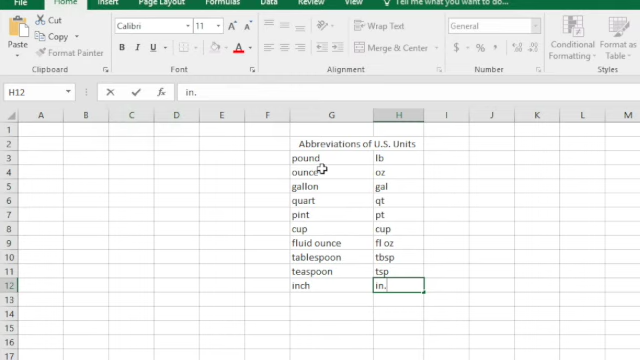 Home Insert Page Layout Formulas Data Review View Tell me what you want to do...
Paste
Cut
Copy
Format Painter
Clipboard
Calibri 11
B I U
Font
Wrap Text
Merge & Center
Alignment
General
$ % ,
Number
Conditional Formatting
Format as Table
Styles
H12 fx in.
A B C D E F G H I J K L M
1
2 Abbreviations of U.S. Units
3 pound lb
4 ounce oz
5 gallon gal
6 quart qt
7 pint pt
8 cup cup
9 fluid ounce fl oz
10 tablespoon tbsp
11 teaspoon tsp
12 inch in.
13
14
15
16
17